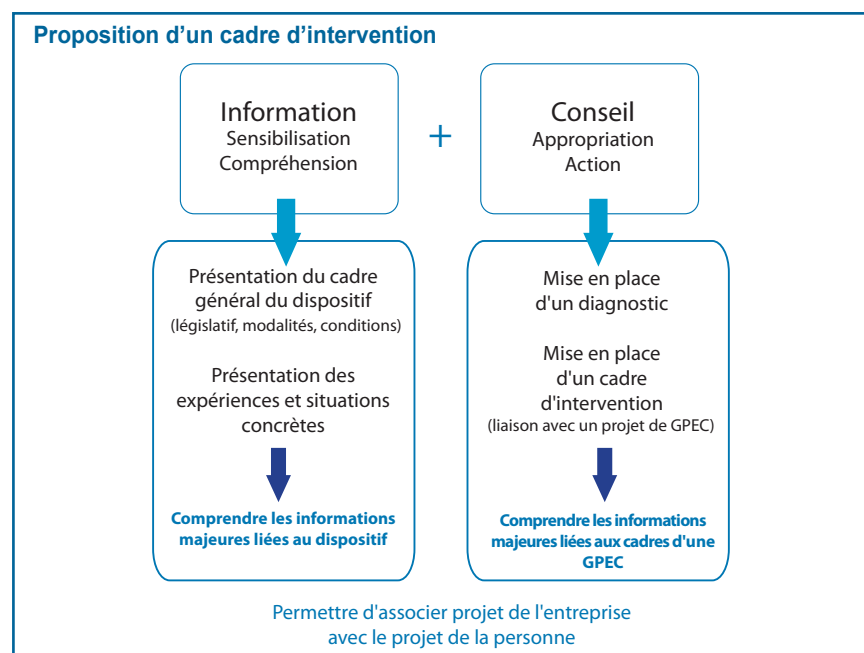 Proposition d’un cadre d’intervention
Information
Sensibilisation
Compréhension
+
Conseil
Appropriation
Action
Présentation du cadre
général du dispositif
(législatif, modalités, conditions)
Présentation des
expériences et situations
concrètes
Comprendre les informations
majeures liées au dispositif
Mise en place
d'un diagnostic
Mise en place
d'un cadre
d'intervention
(liaison avec un projet de GPEC)
Comprendre les informations
majeures liées aux cadres d'une
GPEC
Permettre d'associer projet de l'entreprise
avec le projet de la personne